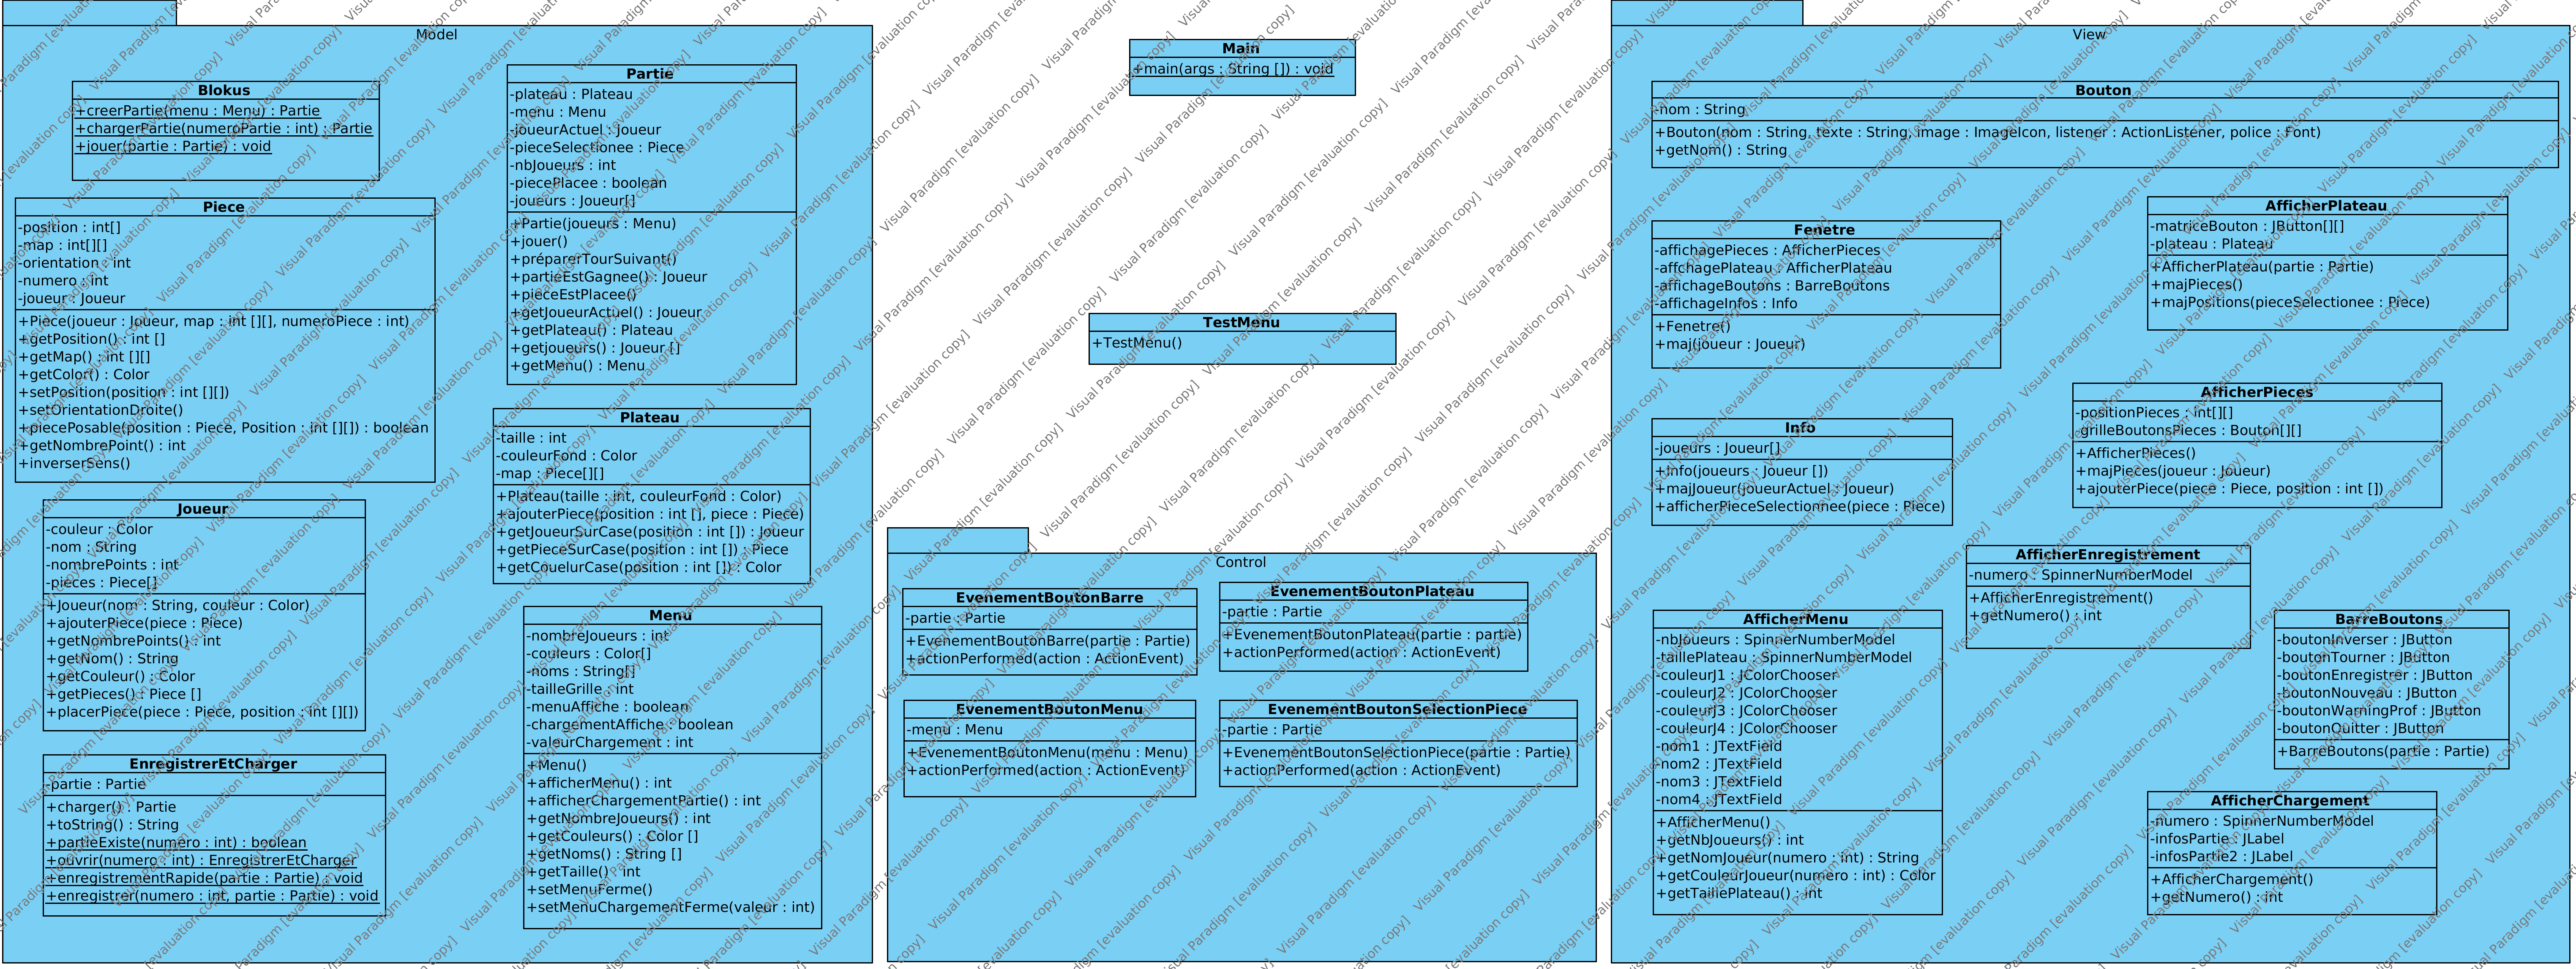 Model
Blokus
+creerPartie(menu : Menu) : Partie
+chargerPartie(numeroPartie : int) : Partie
+jouer(partie : Partie) : void
Piece
-position : int[]
-map : int[][]
-orientation : int
-numero : int
-joueur : Joueur
+Piece(joueur : Joueur, map : int [][], numeroPiece : int)
+getPosition() : int []
+getMap() : int [][]
+getColor() : Color
+setPosition(position : int [][])
+setOrientationDroite()
+piecePosable(position : Piece, Position : int [][]) : boolean
+getNombrePoint() : int
+inverserSens()
Joueur
-couleur : Color
-nom : String
-nombrePoints : int
-pieces : Piece[]
+Joueur(nom : String, couleur : Color)
+ajouterPiece(piece : Piece)
+getNombrePoints() : int
+getNom() : String
+getCouleur() : Color
+getPieces() : Piece []
+placerPiece(piece : Piece, position : int [][])
EnregistrerEtCharger
-partie : Partie
+charger() : Partie
+toString() : String
+partieExiste(numero : int) : boolean
+ouvrir(numero : int) : EnregistrerEtCharger
+enregistrementRapide(partie : Partie) : void
+enregistrer(numero : int, partie : Partie) : void
Partie
-plateau : Plateau
-menu : Menu
-joueurActuel : Joueur
-pieceSelectionee : Piece
-nbJoueurs : int
-piecePlacee : boolean
-joueurs : Joueur[]
+Partie(joueurs : Menu)
+jouer()
+préparerTourSuivant()
+partieEstGagnee() : Joueur
+pieceEstPlacee()
+getJoueurActuel() : Joueur
+getPlateau() : Plateau
+getjoueurs() : Joueur []
+getMenu() : Menu
Plateau
-taille : int
-couleurFond : Color
-map : Piece[][]
+Plateau(taille : int, couleurFond : Color)
+ajouterPiece(position : int [], piece : Piece)
+getJoueurSurCase(position : int []) : Joueur
+getPieceSurCase(position : int []) : Piece
+getCouelurCase(position : int []) : Color
Menu
-nombreJoueurs : int
-couleurs : Color[]
-noms : String[]
-tailleGrille : int
-menuAffiche : boolean
-chargementAffiche : boolean
-valeurChargement : int
+Menu()
+afficherMenu() : int
+afficherChargementPartie() : int
+getNombreJoueurs() : int
+getCouleurs() : Color []
+getNoms() : String []
+getTaille() : int
+setMenuFerme()
+setMenuChargementFerme(valeur : int)
Main
+main(args : String []) : void
TestMenu
+TestMenu()
Control
EvenementBoutonBarre
-partie : Partie
+EvenementBoutonBarre(partie : Partie)
+actionPerformed(action : ActionEvent)
EvenementBoutonPlateau
-partie : Partie
+EvenementBoutonPlateau(partie : partie)
+actionPerformed(action : ActionEvent)
EvenementBoutonMenu
-menu : Menu
+EvenementBoutonMenu(menu : Menu)
+actionPerformed(action : ActionEvent)
EvenementBoutonSelectionPiece
-partie : Partie
+EvenementBoutonSelectionPiece(partie : Partie)
+actionPerformed(action : ActionEvent)
View
Bouton
-nom : String
+Bouton(nom : String, texte : String, image : ImageIcon, listener : ActionListener, police : Font)
+getNom() : String
Fenetre
-affichagePieces : AfficherPieces
-affchagePlateau : AfficherPlateau
-affichageBoutons : BarreBoutons
-affichageInfos : Info
+Fenetre()
+maj(joueur : Joueur)
AfficherPlateau
-matriceBouton : JButton[][]
-plateau : Plateau
+AfficherPlateau(partie : Partie)
+majPieces()
+majPositions(pieceSelectionee : Piece)
Info
-joueurs : Joueur[]
+Info(joueurs : Joueur [])
+majJoueur(joueurActuel : Joueur)
+afficherPieceSelectionnee(piece : Piece)
AfficherPieces
-positionPieces : int[][]
-grilleBoutonsPieces : Bouton[][]
+AfficherPieces()
+majPieces(joueur : Joueur)
+ajouterPiece(piece : Piece, position : int [])
AfficherEnregistrement
-numero : SpinnerNumberModel
+AfficherEnregistrement()
+getNumero() : int
AfficherMenu
-nbJoueurs : SpinnerNumberModel
-taillePlateau : SpinnerNumberModel
-couleurJ1 : JColorChooser
-couleurJ2 : JColorChooser
-couleurJ3 : JColorChooser
-couleurJ4 : JColorChooser
-nom1 : JTextField
-nom2 : JTextField
-nom3 : JTextField
-nom4 : JTextField
+AfficherMenu()
+getNbJoueurs() : int
+getNomJoueur(numero : int) : String
+getCouleurJoueur(numero : int) : Color
+getTaillePlateau() : int
BarreBoutons
-boutonInverser : JButton
-boutonTourner : JButton
-boutonEnregistrer : JButton
-boutonNouveau : JButton
-boutonWarningProf : JButton
-boutonQuitter : JButton
+BarreBoutons(partie : Partie)
AfficherChargement
-numero : SpinnerNumberModel
-infosPartie : JLabel
-infosPartie2 : JLabel
+AfficherChargement()
+getNumero() : int
Visual Paradigm [evaluation copy]